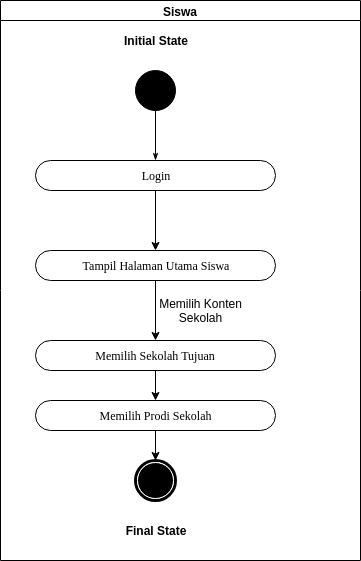 Siswa
Initial State
Login
Tampil Halaman Utama Siswa
Memilih Konten
Sekolah
Memilih Sekolah Tujuan
Memilih Prodi Sekolah
Final State